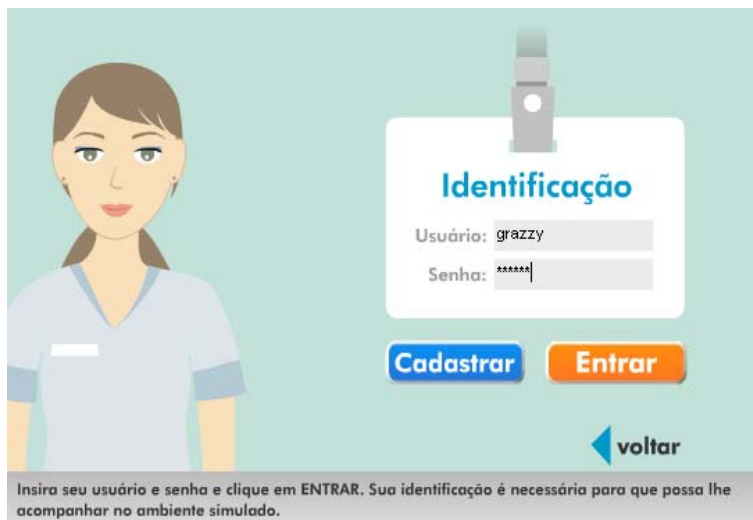 Identificação
Usuário: grazzy
Senha: ******
Cadastrar Entrar
voltar
Insira seu usuário e senha e clique em ENTRAR. Sua identificação é necessária para que possa lhe
acompanhar no ambiente simulado.